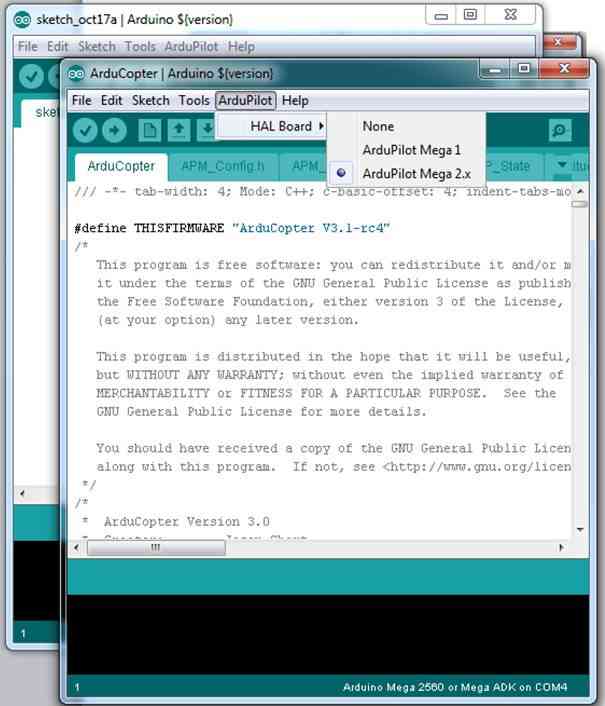 sketch_oct17a | Arduino ${version}
File Edit Sketch Tools ArduPilot Help
ske
ArduCopter | Arduino ${version}
File Edit Sketch Tools ArduPilot Help
HAL Board
None
ArduPilot Mega 1
ArduPilot Mega 2.x
ArduCopter APM_Config.h APM_ P_State itu
/// -*- tab-width: 4; Mode: C++; c-basic-offset: 4; indent-tabs-mo
#define THISFIRMWARE "ArduCopter V3.1-rc4"
/*
This program is free software: you can redistribute it and/or m
it under the terms of the GNU General Public License as publish
the Free Software Foundation, either version 3 of the License,
(at your option) any later version.
This program is distributed in the hope that it will be useful,
but WITHOUT ANY WARRANTY; without even the implied warranty of
MERCHANTABILITY or FITNESS FOR A PARTICULAR PURPOSE. See the
GNU General Public License for more details.
You should have received a copy of the GNU General Public Licen
along with this program. If not, see <http://www.gnu.org/licen
*/
/*
* ArduCopter Version 3.0
1
1
Arduino Mega 2560 or Mega ADK on COM4